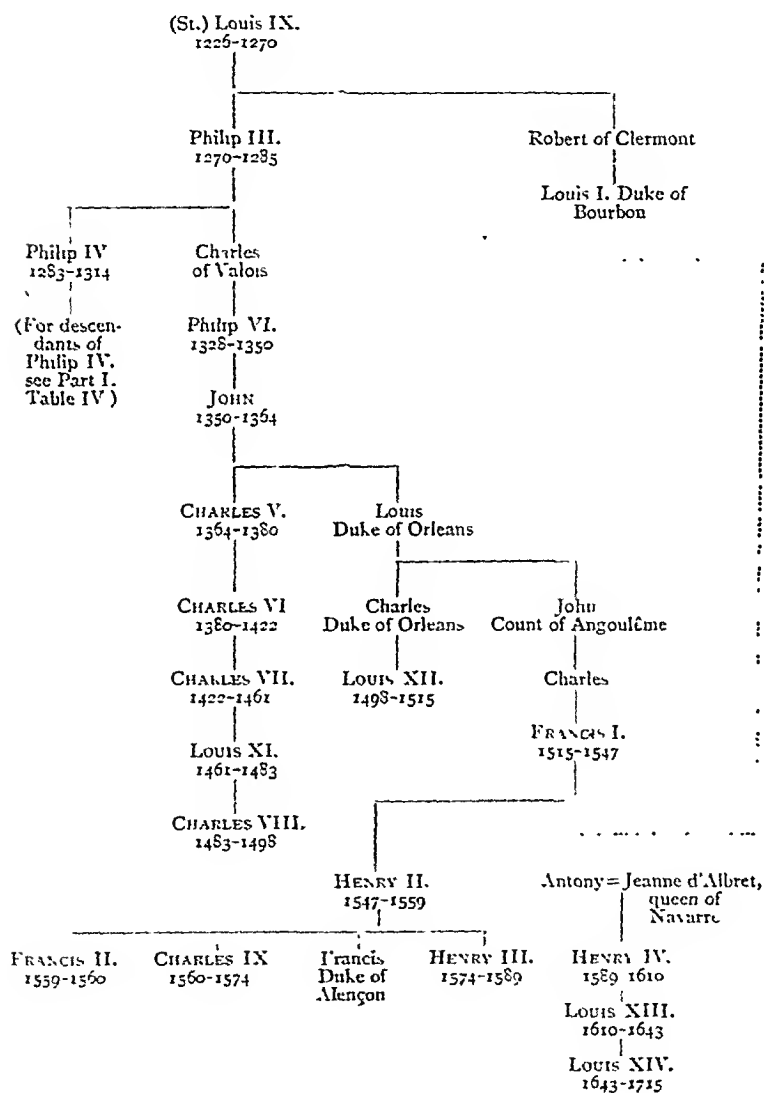 (St.) Louis IX.
1226-1270
Philip III.
1270-1285
Robert of Clermont
Louis I. Duke of
Bourbon
Philip IV
1283-1314
(For descen-
dants of
Philip IV.
see Part I.
Table IV)
Charles
of Valois
Philip VI.
1328-1350
JOHN
1350-1364
CHARLES V.
1364-1380
Louis
Duke of Orleans
CHARLES VI
1380-1422
Charles
Duke of Orleans
John
Count of Angoulême
CHARLES VII.
1422-1461
LOUIS XII.
1498-1515
Charles
LOUIS XI.
1461-1483
FRANCIS I.
1515-1547
CHARLES VIII.
1483-1498
HENRY II.
1547-1559
Antony = Jeanne d'Albret,
queen of
Navarre
FRANCIS II.
1559-1560
CHARLES IX
1560-1574
Francis
Duke of
Alençon
HENRY III.
1574-1589
HENRY IV.
1589 1610
LOUIS XIII.
1610-1643
LOUIS XIV.
1643-1715